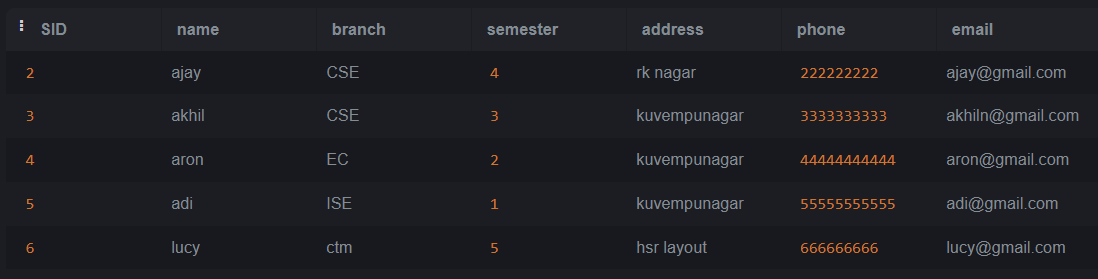 SID name branch semester address phone email
2 ajay CSE 4 rk nagar 222222222 ajay@gmail.com
3 akhil CSE 3 kuvempunagar 3333333333 akhiln@gmail.com
4 aron EC 2 kuvempunagar 44444444444 aron@gmail.com
5 adi ISE 1 kuvempunagar 55555555555 adi@gmail.com
6 lucy ctm 5 hsr layout 666666666 lucy@gmail.com